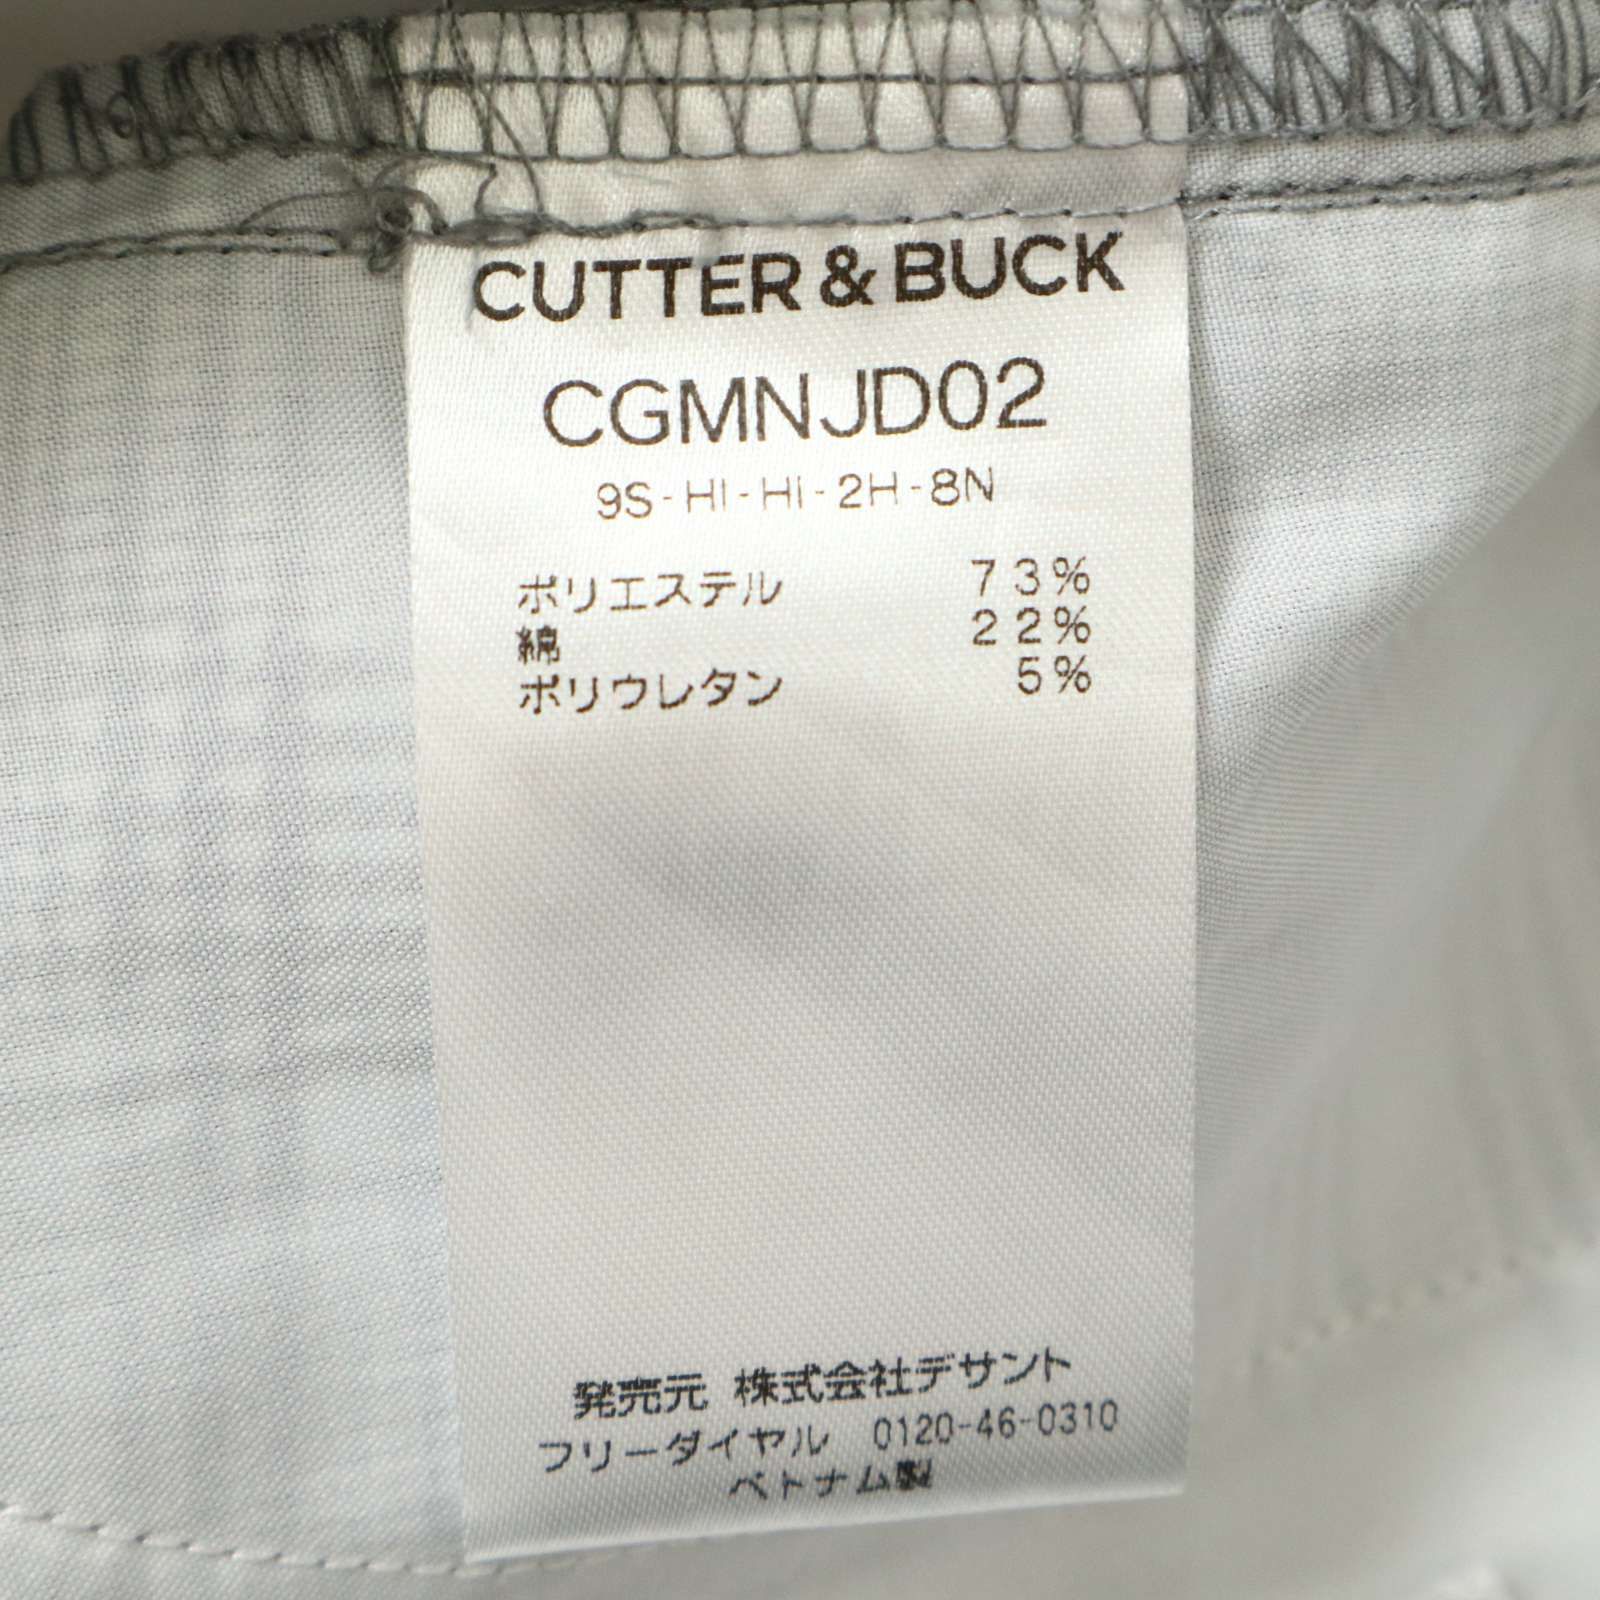 CUTTER & BUCK
CGMNJD02
9S-HI-HI-2H-8N
ポリエステル 73%
綿 22%
ポリウレタン 5%
発売元 株式会社デサント
フリーダイヤル 0120-46-0310
ベトナム製